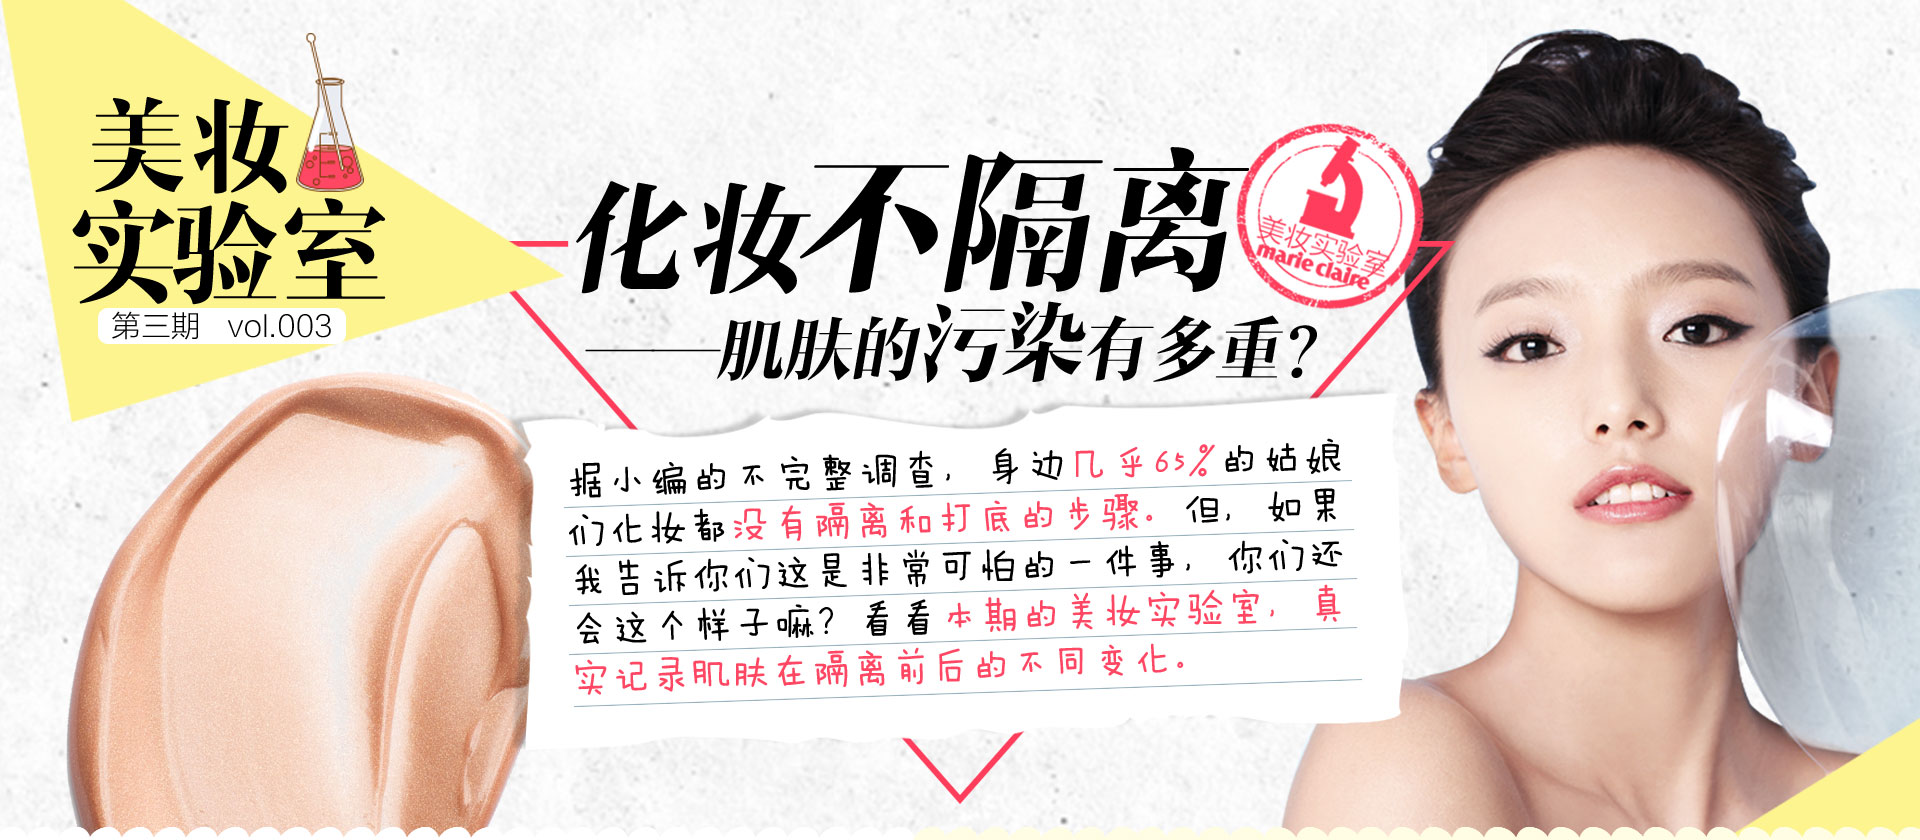 美妆
实验室
第三期 vol.003
化妆不隔离
美妆实验室
marie claire
——肌肤的污染有多重?
据小编的不完整调查,身边几乎65%的姑娘
们化妆都没有隔离和打底的步骤。但,如果
我告诉你们这是非常可怕的一件事,你们还
会这个样子嘛?看看本期的美妆实验室,真
实记录肌肤在隔离前后的不同变化。